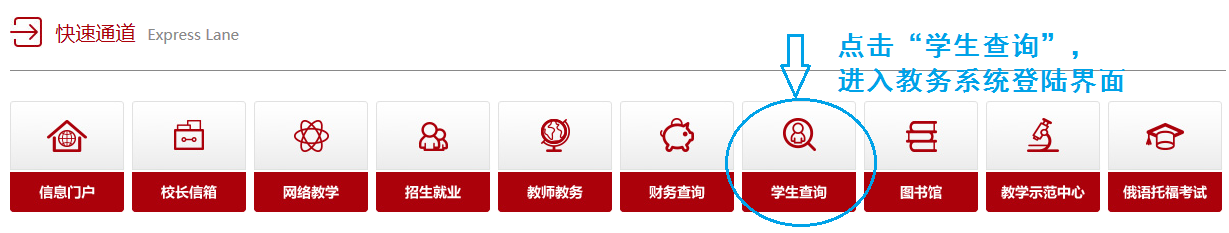 快速通道 Express Lane
点击“学生查询”,
进入教务系统登陆界面
信息门户
校长信箱
网络教学
招生就业
教师教务
财务查询
学生查询
图书馆
教学示范中心
俄语托福考试